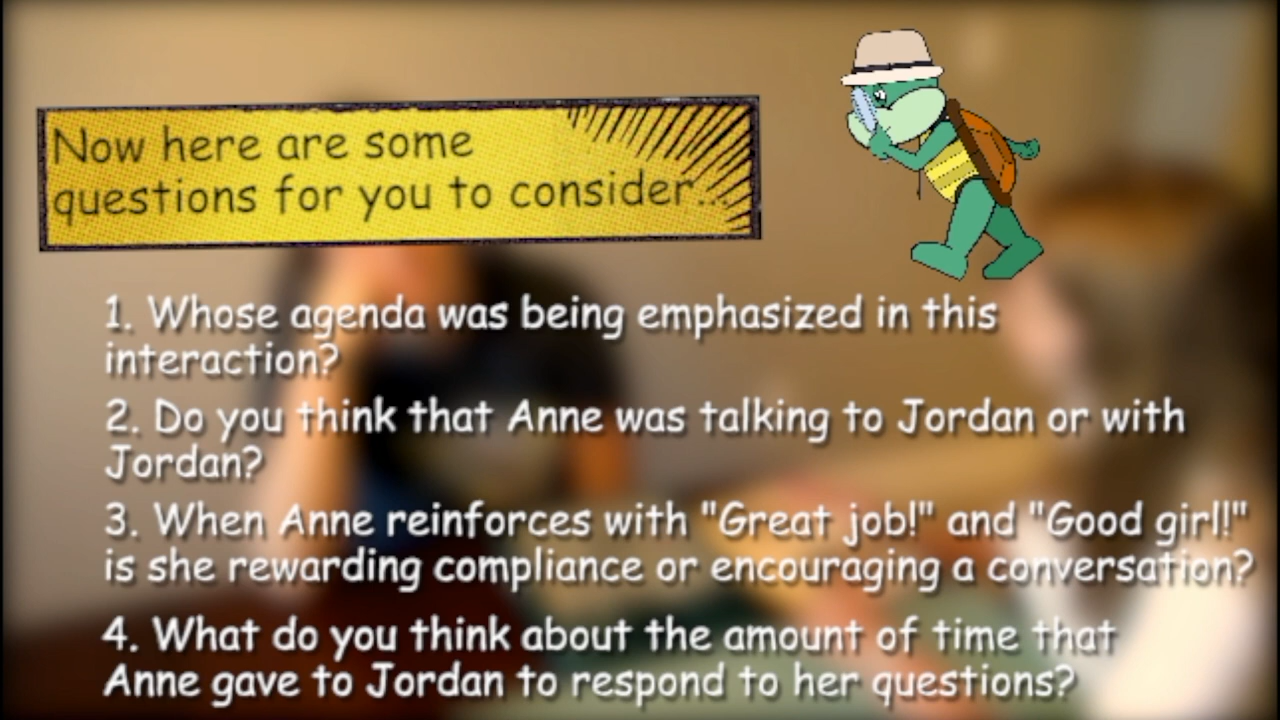 Now here are some
questions for you to consider...
1. Whose agenda was being emphasized in this
interaction?
2. Do you think that Anne was talking to Jordan or with
Jordan?
3. When Anne reinforces with "Great job!" and "Good girl!"
is she rewarding compliance or encouraging a conversation?
4. What do you think about the amount of time that
Anne gave to Jordan to respond to her questions?